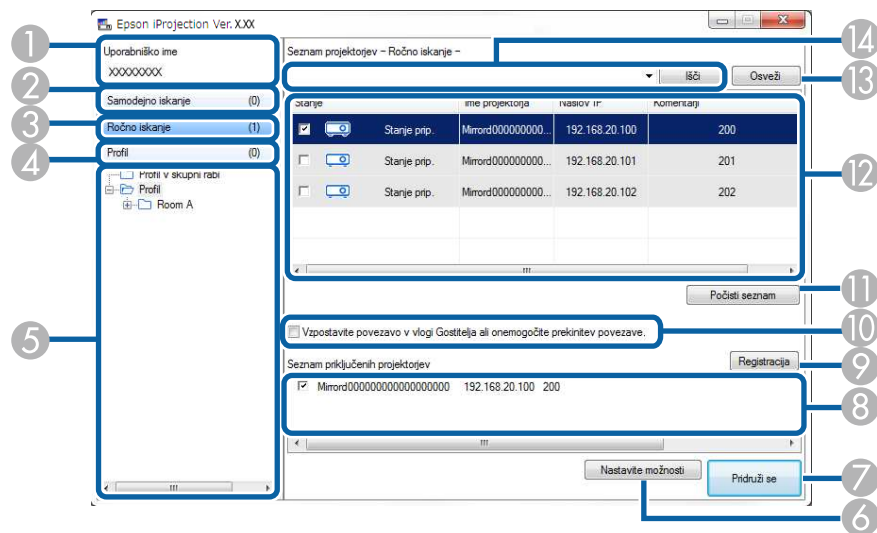 Epson iProjection Ver. X.XX
Uporabniško ime
XXXXXXXX
Samodejno iskanje (0)
Ročno iskanje (1)
Profil (0)
Profil v skupni rabi
Profil
Room A
Seznam projektorjev - Ročno iskanje -
Išči
Osveži
Stanje Ime projektorja Naslov IP Komentarji
Stanje prip. Mirrord000000000... 192.168.20.100 200
Stanje prip. Mirrord000000000... 192.168.20.101 201
Stanje prip. Mirrord000000000... 192.168.20.102 202
Počisti seznam
Vzpostavite povezavo v vlogi Gostitelja ali onemogočite prekinitev povezave.
Seznam priključenih projektorjev
Registracija
Mirrord000000000000000000 192.168.20.100 200
Nastavite možnosti
Pridruži se
1
2
3
4
5
6
7
8
9
10
11
12
13
14